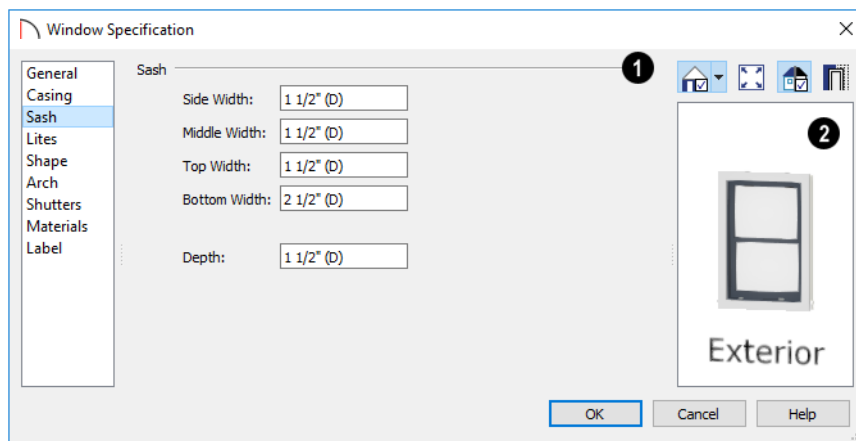 Window Specification
General
Casing
Sash
Lites
Shape
Arch
Shutters
Materials
Label
Sash
Side Width: 1 1/2" (D)
Middle Width: 1 1/2" (D)
Top Width: 1 1/2" (D)
Bottom Width: 2 1/2" (D)
Depth: 1 1/2" (D)
1
2
Exterior
OK Cancel Help